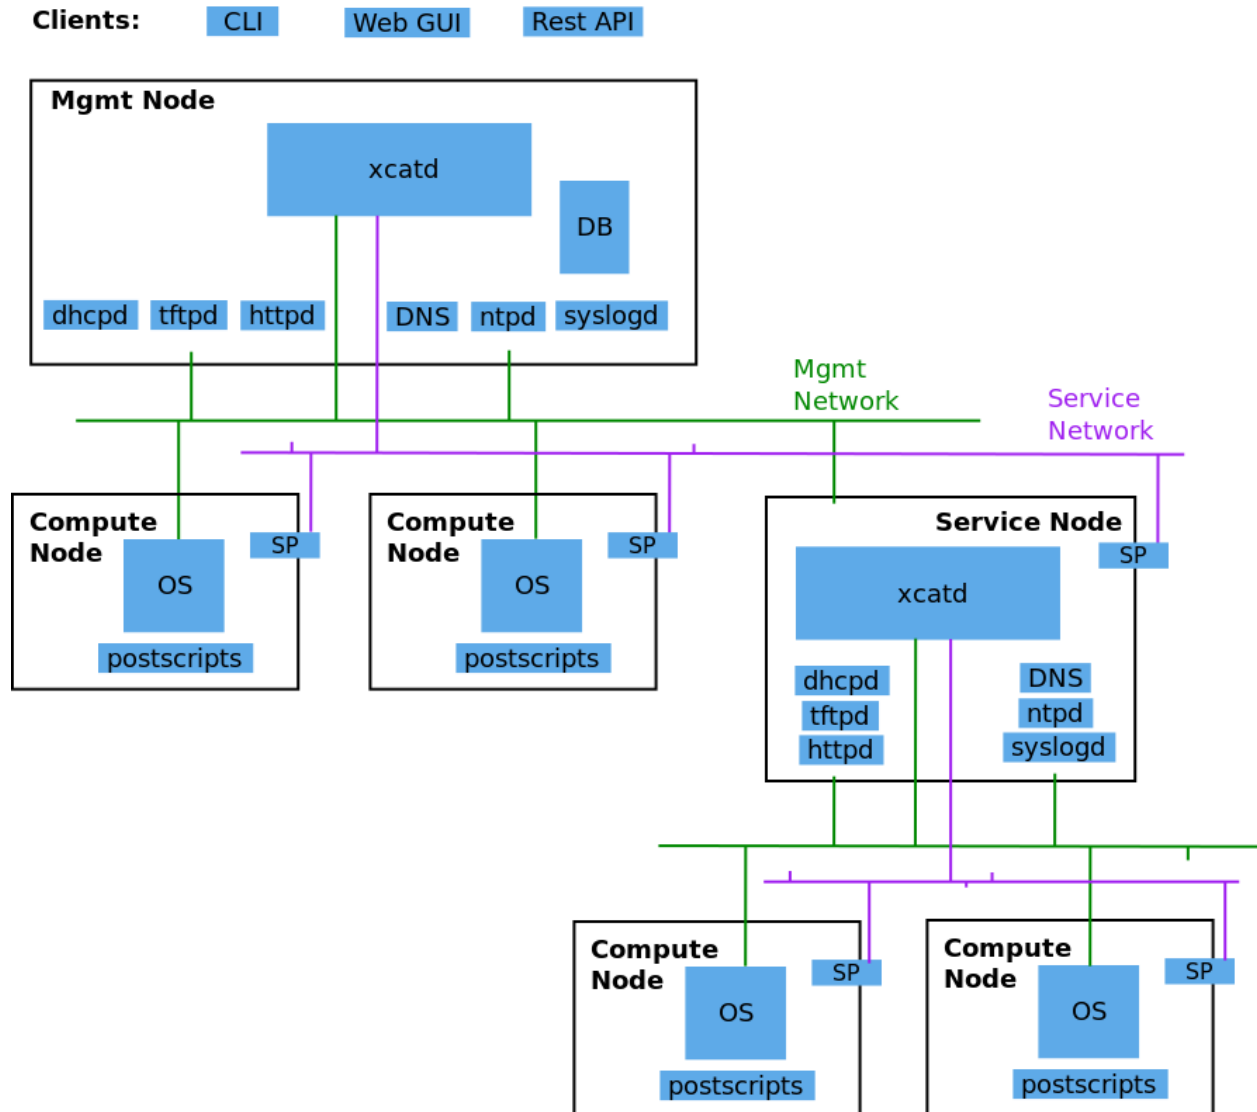 Clients: CLI Web GUI Rest API
Mgmt Node
xcatd
DB
dhcpd tftpd httpd DNS ntpd syslogd
Mgmt
Network
Service
Network
Compute
Node
SP
OS
postscripts
Compute
Node
SP
OS
postscripts
Service Node
SP
xcatd
dhcpd
tftpd
httpd
DNS
ntpd
syslogd
Compute
Node
SP
OS
postscripts
Compute
Node
SP
OS
postscripts